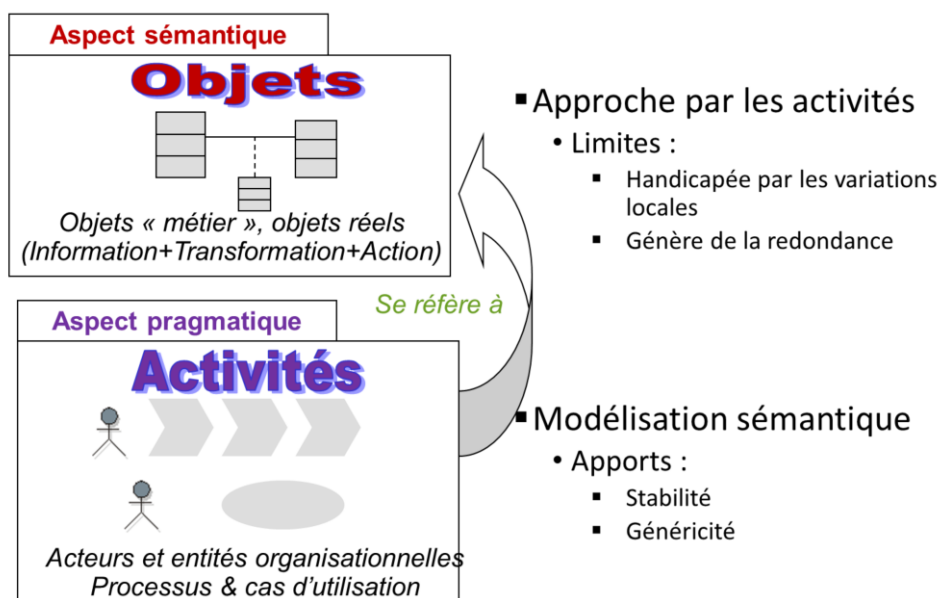 Aspect sémantique
Objets
Objets « métier », objets réels
(Information+Transformation+Action)
Se réfère à
Aspect pragmatique
Activités
Acteurs et entités organisationnelles
Processus & cas d’utilisation
▪ Approche par les activités
• Limites :
▪ Handicapée par les variations
locales
▪ Génère de la redondance
▪ Modélisation sémantique
• Apports :
▪ Stabilité
▪ Généricité